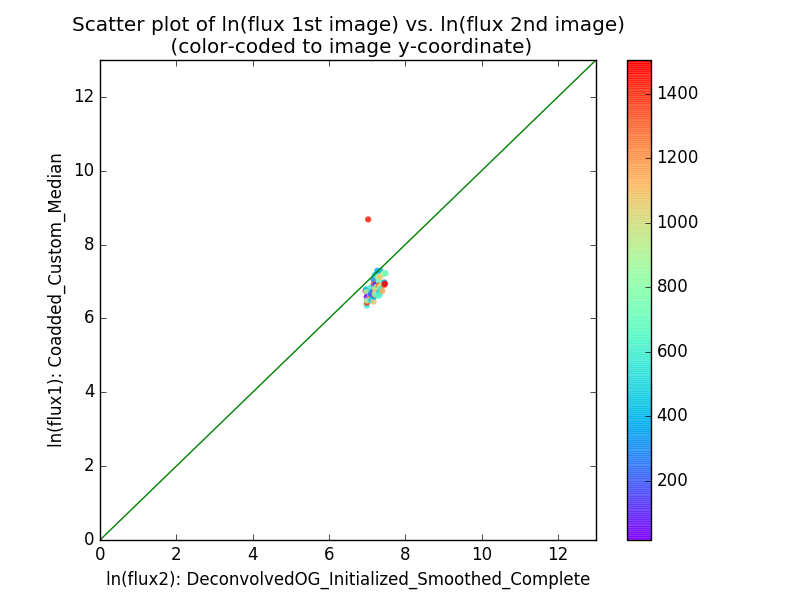 Scatter plot of ln(flux 1st image) vs. ln(flux 2nd image)
(color-coded to image y-coordinate)
12
10
8
6
4
2
0
ln(flux1): Coadded_Custom_Median
0 2 4 6 8 10 12
ln(flux2): DeconvolvedOG_Initialized_Smoothed_Complete
1400
1200
1000
800
600
400
200